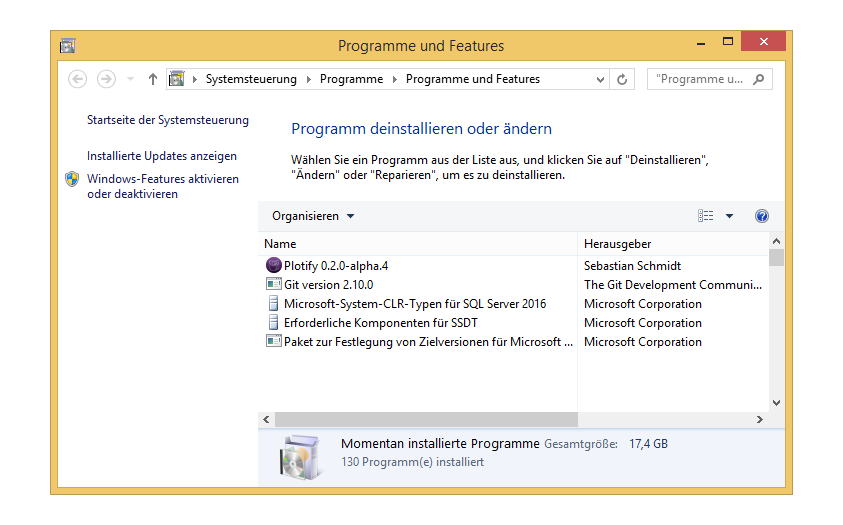 Programme und Features
Systemsteuerung Programme Programme und Features "Programme u...
Startseite der Systemsteuerung
Installierte Updates anzeigen
Windows-Features aktivieren
oder deaktivieren
Programm deinstallieren oder ändern
Wählen Sie ein Programm aus der Liste aus, und klicken Sie auf "Deinstallieren",
"Ändern" oder "Reparieren", um es zu deinstallieren.
Organisieren
Name Herausgeber
Plotify 0.2.0-alpha.4 Sebastian Schmidt
Git version 2.10.0 The Git Development Communi...
Microsoft-System-CLR-Typen für SQL Server 2016 Microsoft Corporation
Erforderliche Komponenten für SSDT Microsoft Corporation
Paket zur Festlegung von Zielversionen für Microsoft ... Microsoft Corporation
Momentan installierte Programme Gesamtgröße: 17,4 GB
130 Programm(e) installiert